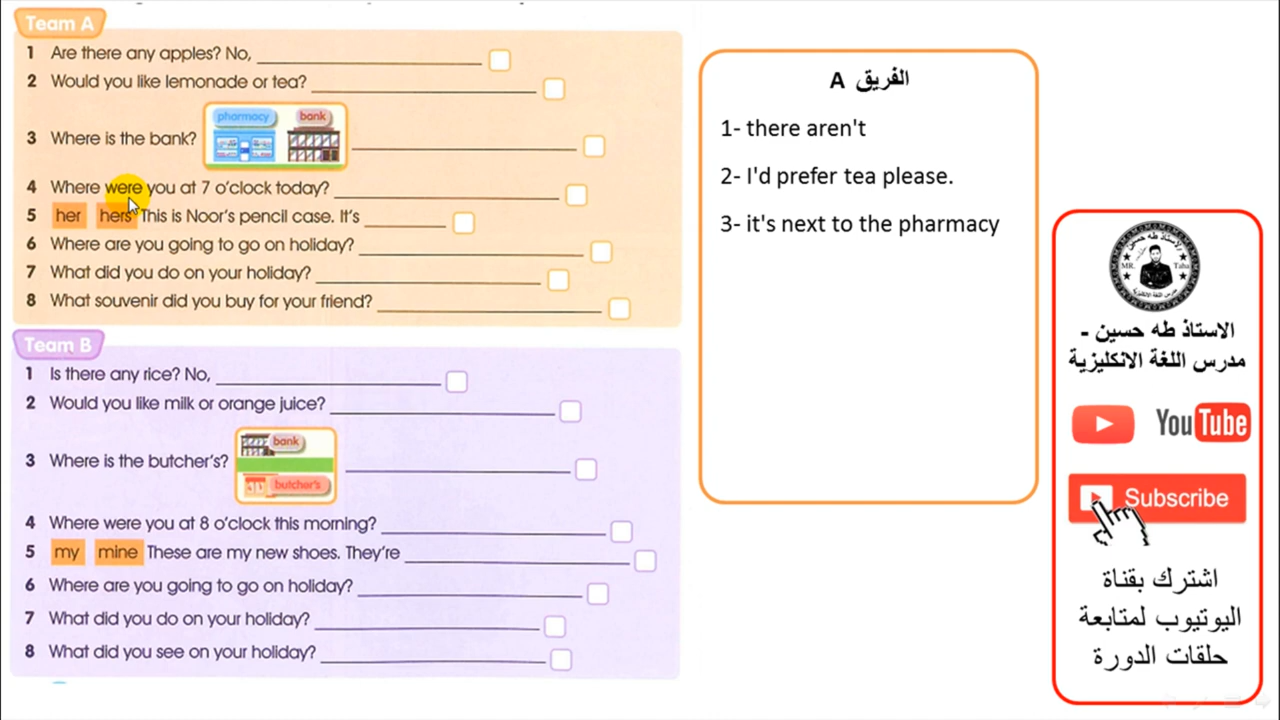 Team A
1 Are there any apples? No,
2 Would you like lemonade or tea?
pharmacy bank
3 Where is the bank?
4 Where were you at 7 o'clock today?
5 her hers This is Noor's pencil case. It's
6 Where are you going to go on holiday?
7 What did you do on your holiday?
8 What souvenir did you buy for your friend?
Team B
1 Is there any rice? No,
2 Would you like milk or orange juice?
bank
3 Where is the butcher's?
butcher's
4 Where were you at 8 o'clock this morning?
5 my mine These are my new shoes. They're
6 Where are you going to go on holiday?
7 What did you do on your holiday?
8 What did you see on your holiday?
الفريق A
1- there aren't
2- I'd prefer tea please.
3- it's next to the pharmacy
الاستاذ طه حسين
MR. Taha
مدرس اللغة الانكليزية
الاستاذ طه حسين -
مدرس اللغة الانكليزية
YouTube
Subscribe
اشترك بقناة
اليوتيوب لمتابعة
حلقات الدورة